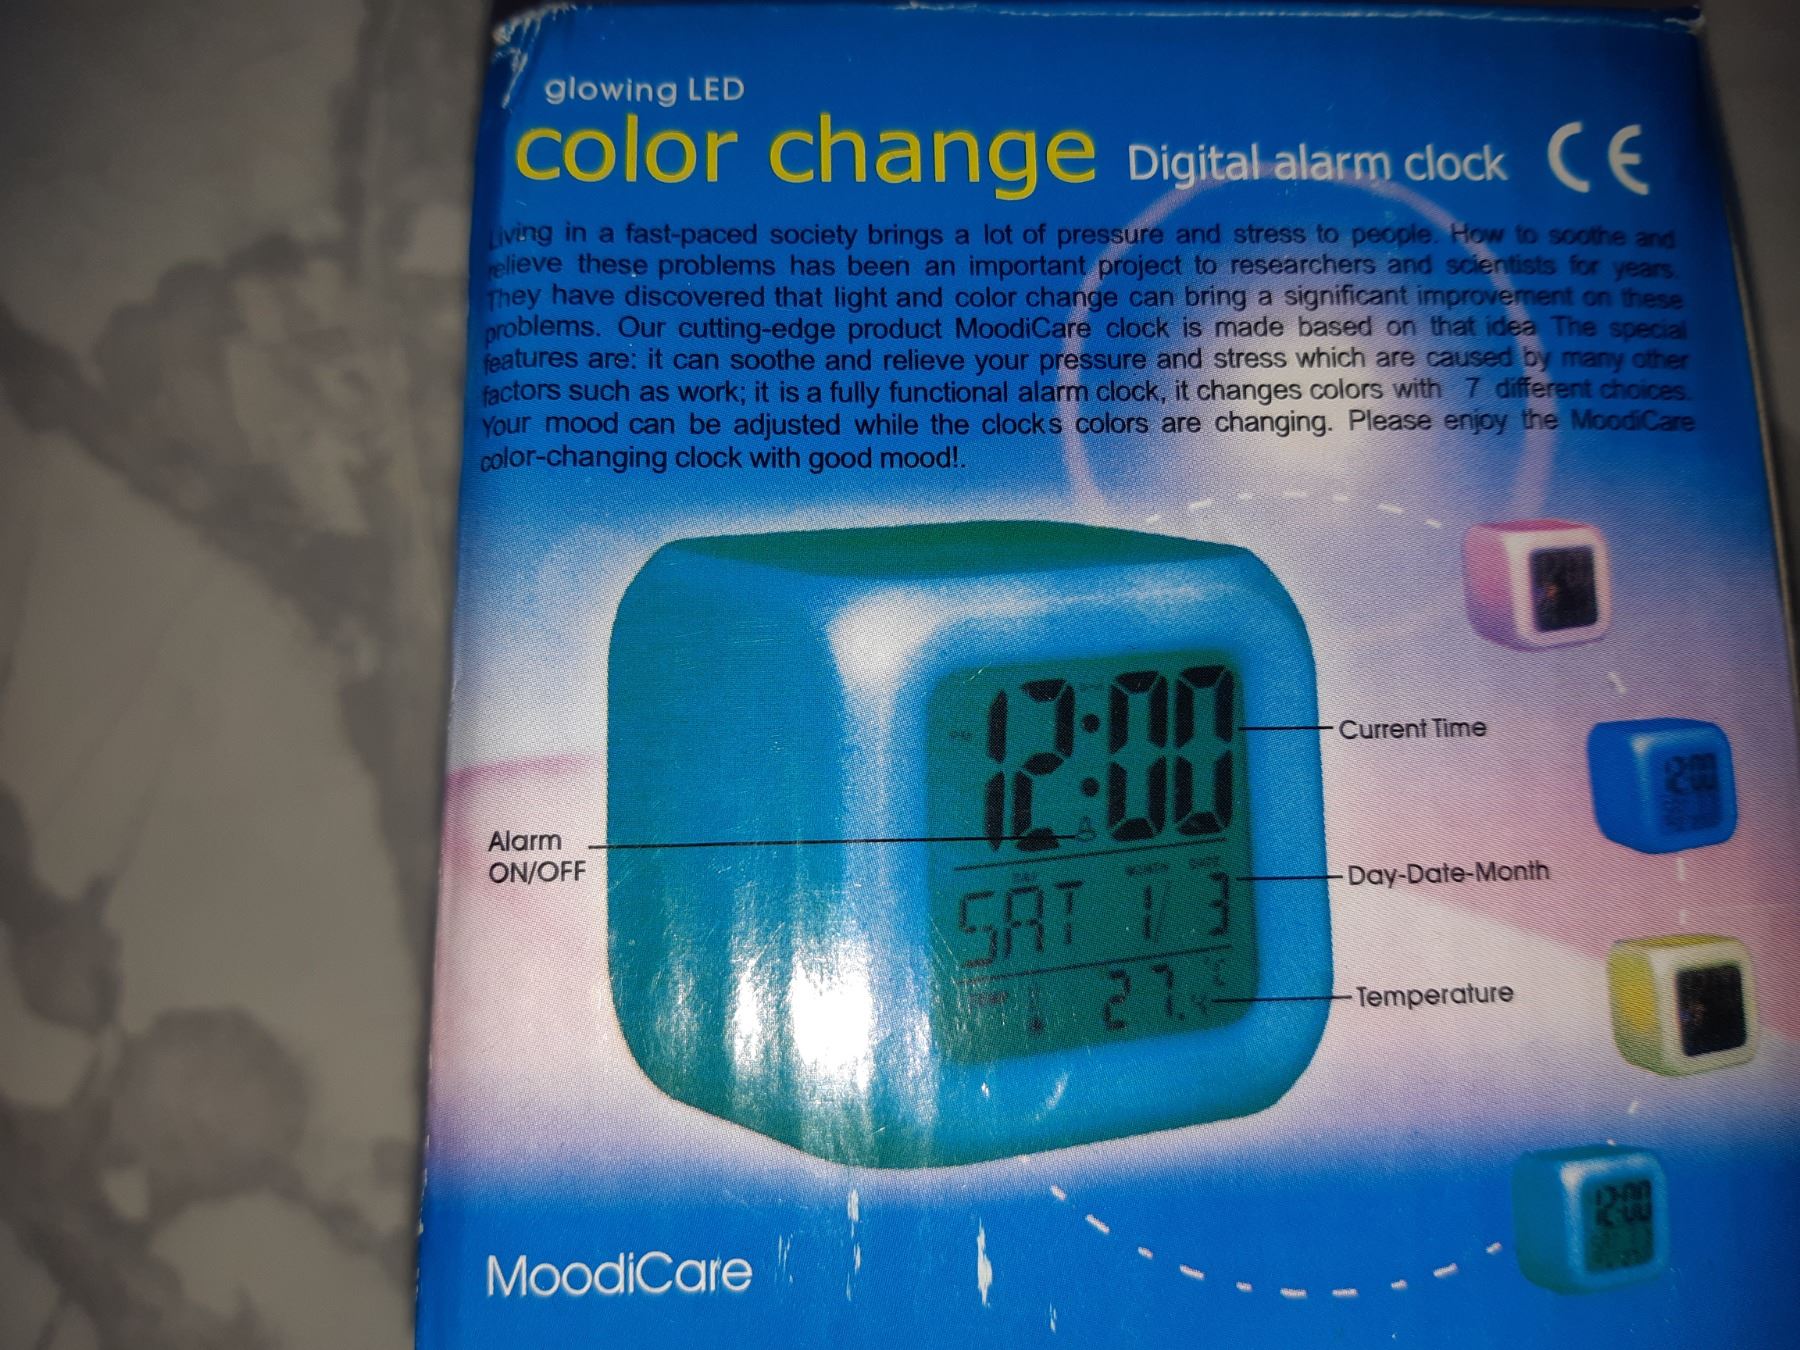 glowing LED
color change Digital alarm clock CE
Living in a fast-paced society brings a lot of pressure and stress to people. How to soothe and
relieve these problems has been an important project to researchers and scientists for years.
They have discovered that light and color change can bring a significant improvement on these
problems. Our cutting-edge product MoodiCare clock is made based on that idea. The special
features are: it can soothe and relieve your pressure and stress which are caused by many other
factors such as work; it is a fully functional alarm clock, it changes colors with 7 different choices.
Your mood can be adjusted while the clocks colors are changing. Please enjoy the MoodiCare
color-changing clock with good mood!.
12:00
Current Time
Alarm
ON/OFF
DAY MONTH DATE
SAT 1/3
Day-Date-Month
27. °C
Temperature
2:00
12:00
MoodiCare